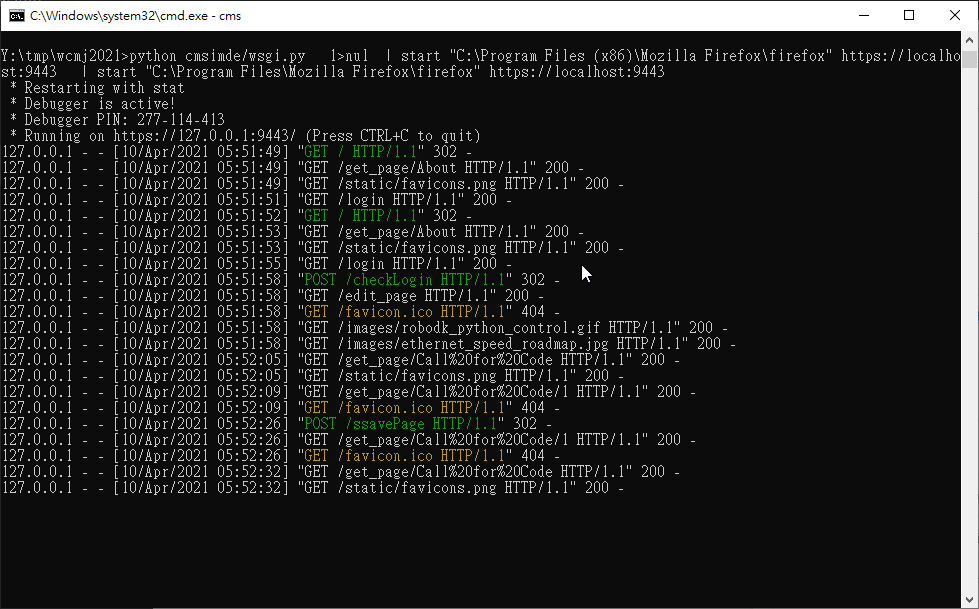 C:\Windows\system32\cmd.exe - cms
Y:\tmp\wcmj2021>python cmsimde/wsgi.py   1>nul  | start "C:\Program Files (x86)\Mozilla Firefox\firefox" https://localho
st:9443   | start "C:\Program Files\Mozilla Firefox\firefox" https://localhost:9443
 * Restarting with stat
 * Debugger is active!
 * Debugger PIN: 277-114-413
 * Running on https://127.0.0.1:9443/ (Press CTRL+C to quit)
127.0.0.1 - - [10/Apr/2021 05:51:49] "GET / HTTP/1.1" 302 -
127.0.0.1 - - [10/Apr/2021 05:51:49] "GET /get_page/About HTTP/1.1" 200 -
127.0.0.1 - - [10/Apr/2021 05:51:49] "GET /static/favicons.png HTTP/1.1" 200 -
127.0.0.1 - - [10/Apr/2021 05:51:51] "GET /login HTTP/1.1" 200 -
127.0.0.1 - - [10/Apr/2021 05:51:52] "GET / HTTP/1.1" 302 -
127.0.0.1 - - [10/Apr/2021 05:51:53] "GET /get_page/About HTTP/1.1" 200 -
127.0.0.1 - - [10/Apr/2021 05:51:53] "GET /static/favicons.png HTTP/1.1" 200 -
127.0.0.1 - - [10/Apr/2021 05:51:55] "GET /login HTTP/1.1" 200 -
127.0.0.1 - - [10/Apr/2021 05:51:58] "POST /checkLogin HTTP/1.1" 302 -
127.0.0.1 - - [10/Apr/2021 05:51:58] "GET /edit_page HTTP/1.1" 200 -
127.0.0.1 - - [10/Apr/2021 05:51:58] "GET /favicon.ico HTTP/1.1" 404 -
127.0.0.1 - - [10/Apr/2021 05:51:58] "GET /images/robodk_python_control.gif HTTP/1.1" 200 -
127.0.0.1 - - [10/Apr/2021 05:51:58] "GET /images/ethernet_speed_roadmap.jpg HTTP/1.1" 200 -
127.0.0.1 - - [10/Apr/2021 05:52:05] "GET /get_page/Call%20for%20Code HTTP/1.1" 200 -
127.0.0.1 - - [10/Apr/2021 05:52:05] "GET /static/favicons.png HTTP/1.1" 200 -
127.0.0.1 - - [10/Apr/2021 05:52:09] "GET /get_page/Call%20for%20Code/1 HTTP/1.1" 200 -
127.0.0.1 - - [10/Apr/2021 05:52:09] "GET /favicon.ico HTTP/1.1" 404 -
127.0.0.1 - - [10/Apr/2021 05:52:26] "POST /ssavePage HTTP/1.1" 302 -
127.0.0.1 - - [10/Apr/2021 05:52:26] "GET /get_page/Call%20for%20Code/1 HTTP/1.1" 200 -
127.0.0.1 - - [10/Apr/2021 05:52:26] "GET /favicon.ico HTTP/1.1" 404 -
127.0.0.1 - - [10/Apr/2021 05:52:32] "GET /get_page/Call%20for%20Code HTTP/1.1" 200 -
127.0.0.1 - - [10/Apr/2021 05:52:32] "GET /static/favicons.png HTTP/1.1" 200 -